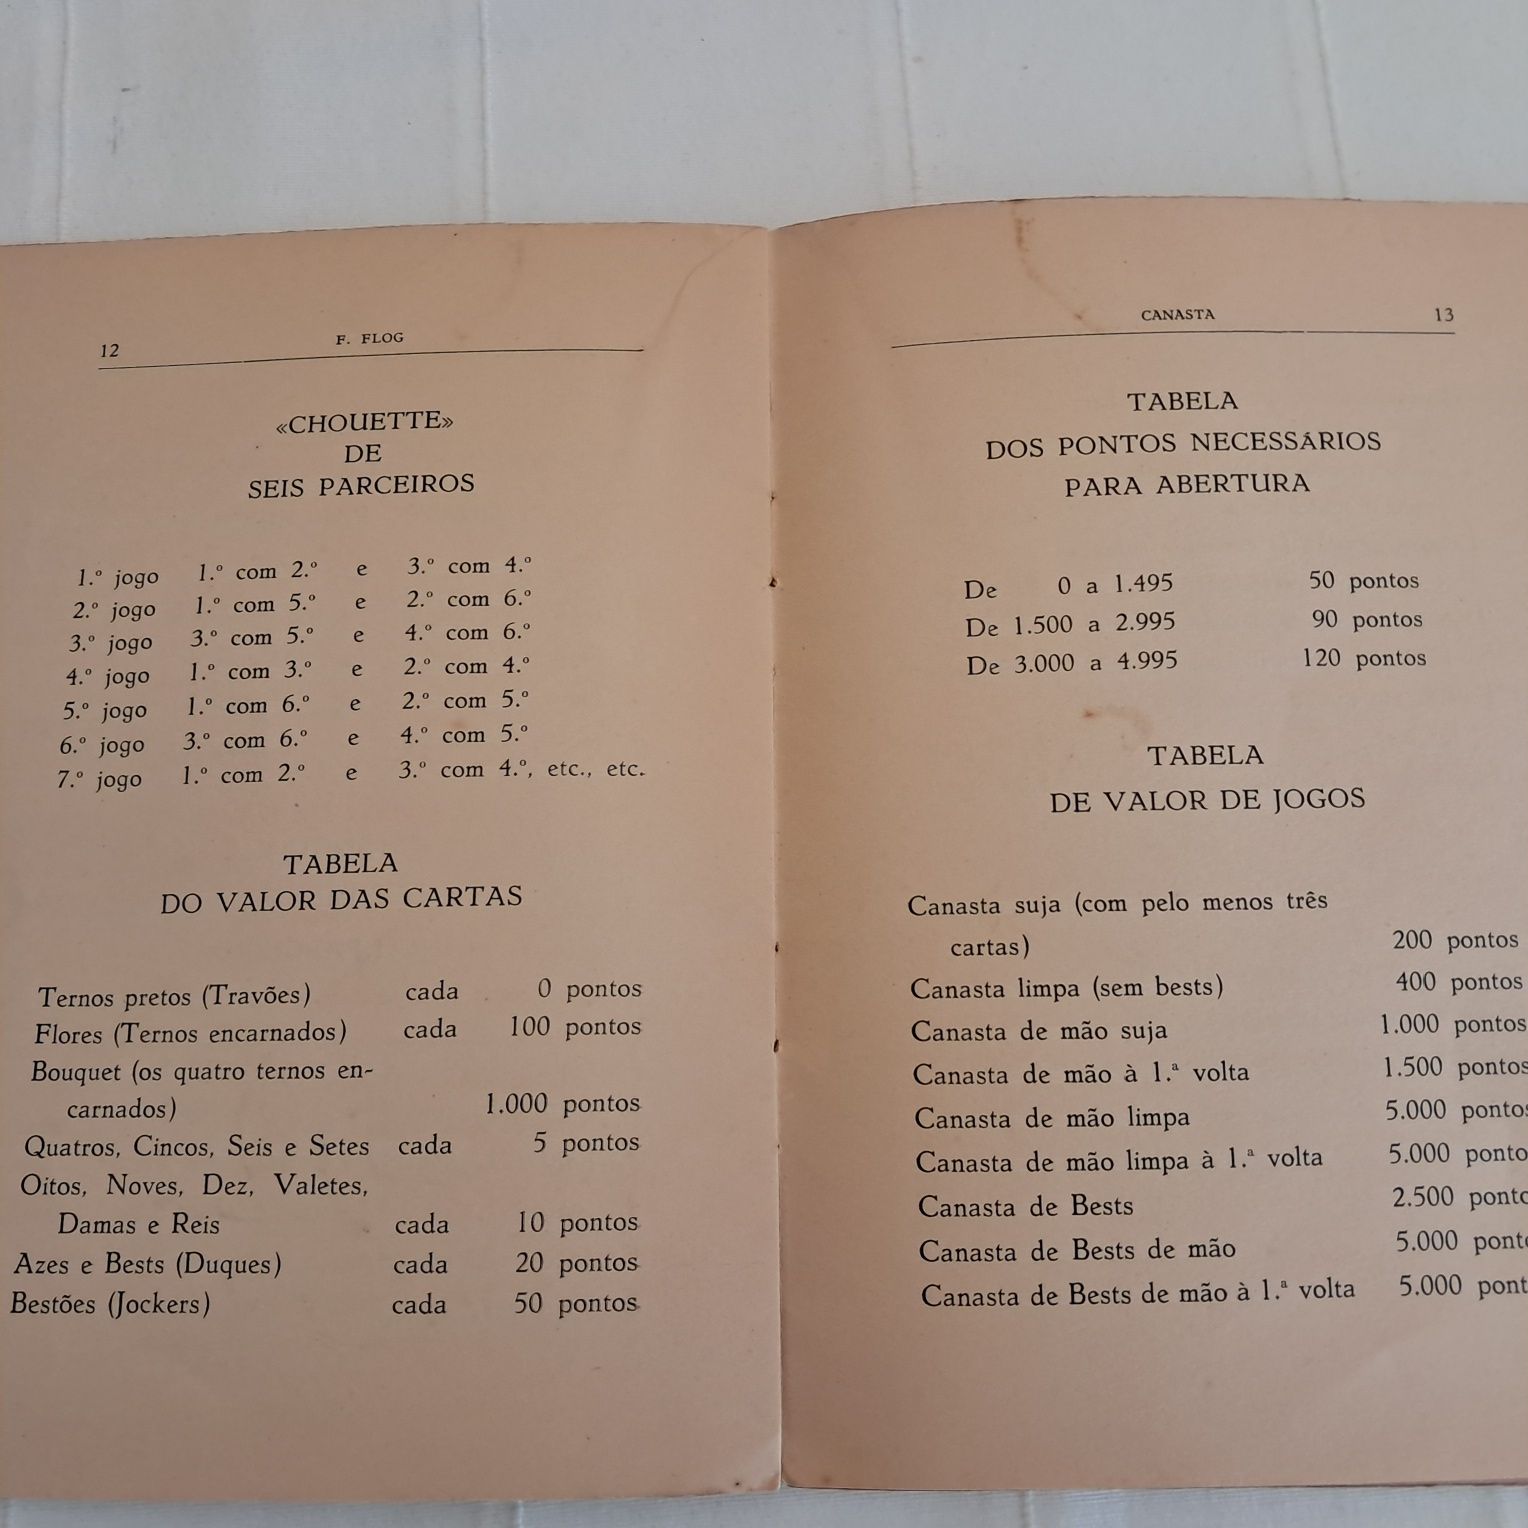 12 F. FLOG
«CHOUETTE»
DE
SEIS PARCEIROS
1.º jogo 1.º com 2.º e 3.º com 4.º
2.º jogo 1.º com 5.º e 2.º com 6.º
3.º jogo 3.º com 5.º e 4.º com 6.º
4.º jogo 1.º com 3.º e 2.º com 4.º
5.º jogo 1.º com 6.º e 2.º com 5.º
6.º jogo 3.º com 6.º e 4.º com 5.º
7.º jogo 1.º com 2.º e 3.º com 4.º, etc., etc.
TABELA
DO VALOR DAS CARTAS
Ternos pretos (Travões) cada 0 pontos
Flores (Ternos encarnados) cada 100 pontos
Bouquet (os quatro ternos en-
carnados) 1.000 pontos
Quatros, Cincos, Seis e Setes cada 5 pontos
Oitos, Noves, Dez, Valetes,
Damas e Reis cada 10 pontos
Azes e Bests (Duques) cada 20 pontos
Bestões (Jockers) cada 50 pontos
CANASTA 13
TABELA
DOS PONTOS NECESSÁRIOS
PARA ABERTURA
De 0 a 1.495 50 pontos
De 1.500 a 2.995 90 pontos
De 3.000 a 4.995 120 pontos
TABELA
DE VALOR DE JOGOS
Canasta suja (com pelo menos três
cartas) 200 pontos
Canasta limpa (sem bests) 400 pontos
Canasta de mão suja 1.000 pontos
Canasta de mão à 1.ª volta 1.500 pontos
Canasta de mão limpa 5.000 pontos
Canasta de mão limpa à 1.ª volta 5.000 ponto
Canasta de Bests 2.500 ponto
Canasta de Bests de mão 5.000 pont
Canasta de Bests de mão à 1.ª volta 5.000 pont